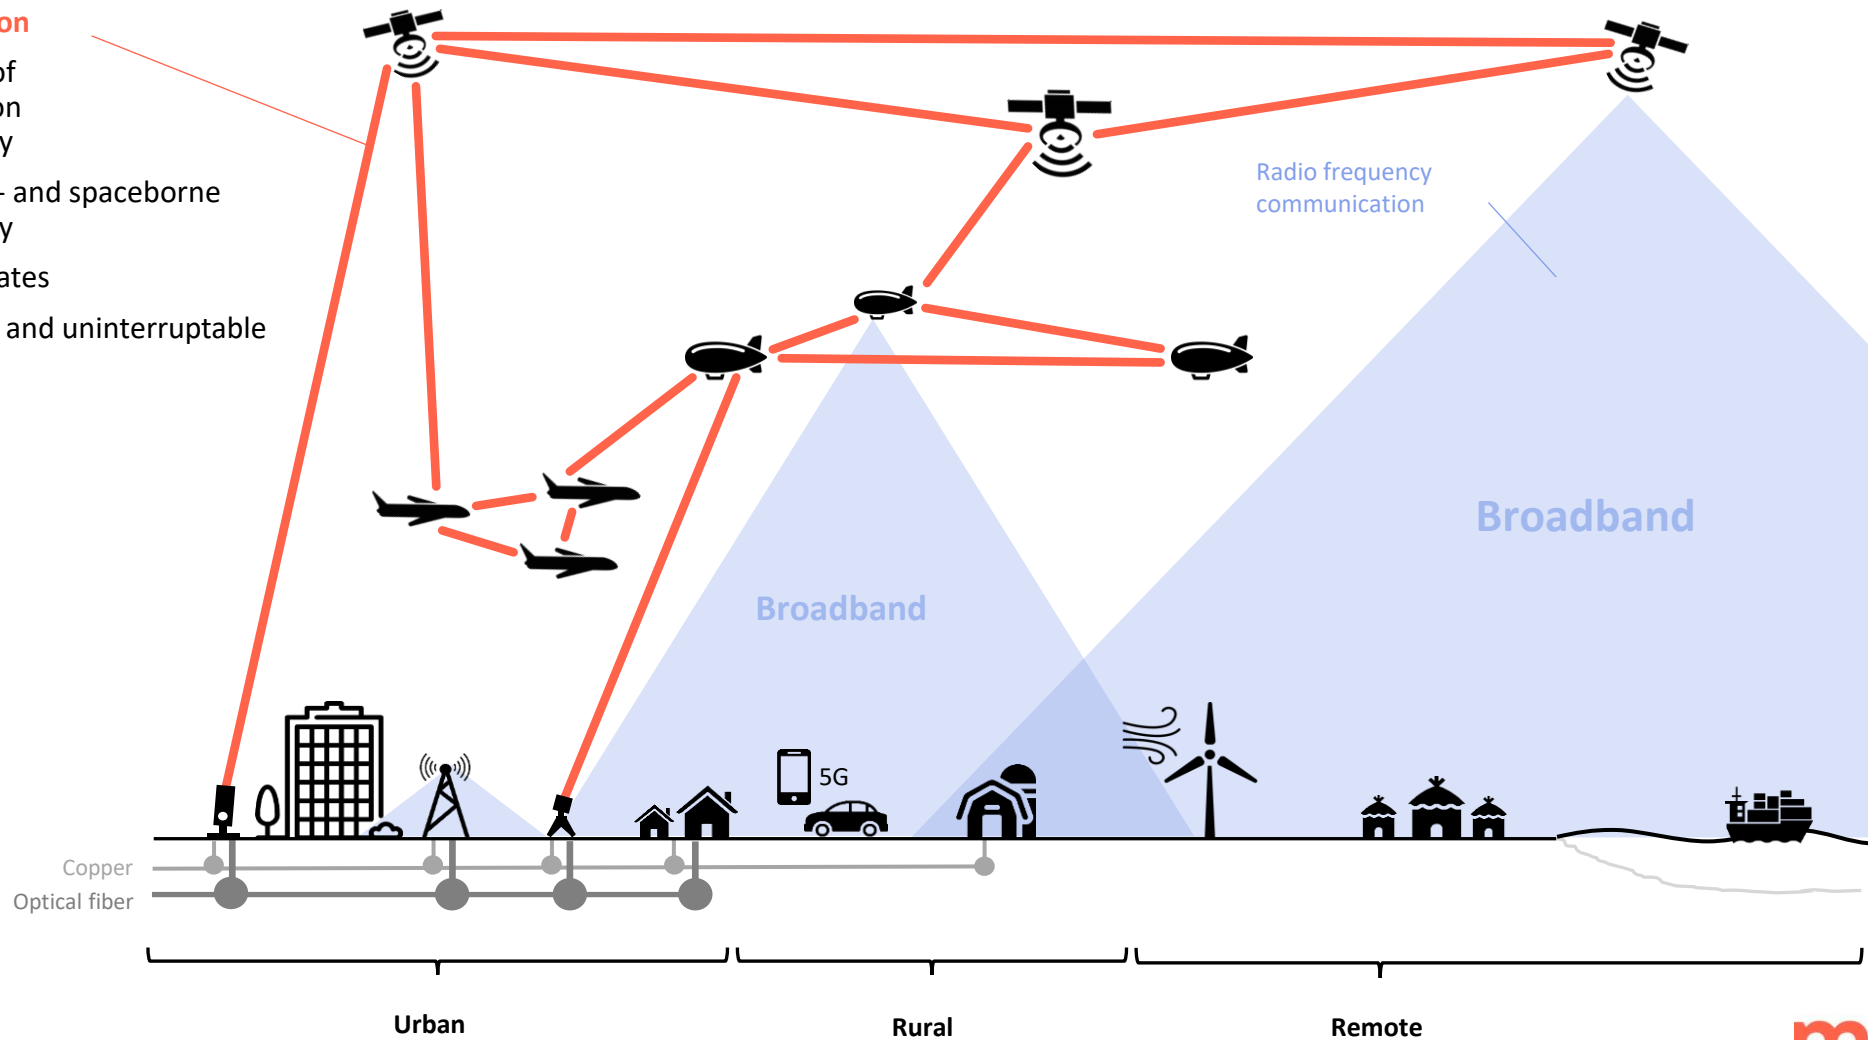 on
of
on
y
- and spaceborne
y
ates
and uninterruptable
Radio frequency
communication
Broadband
Broadband
5G
Copper
Optical fiber
Urban
Rural
Remote
m